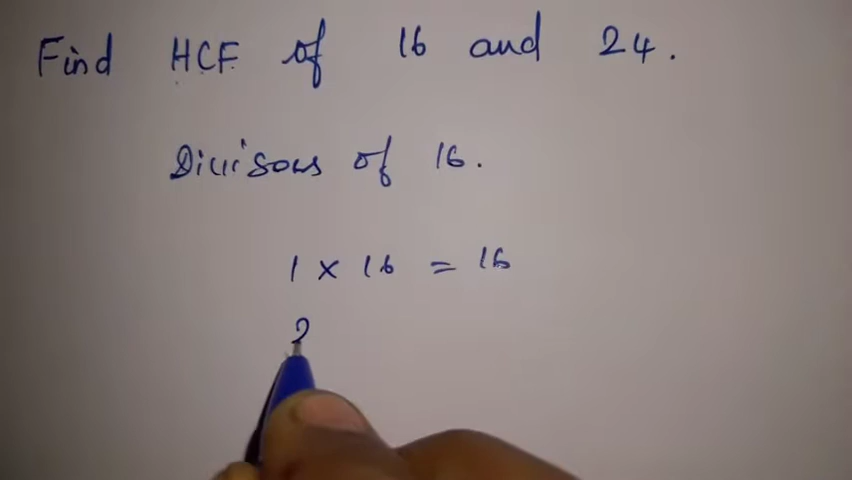 Find HCF of 16 and 24.
Divisors of 16.
1 × 16 = 16
2